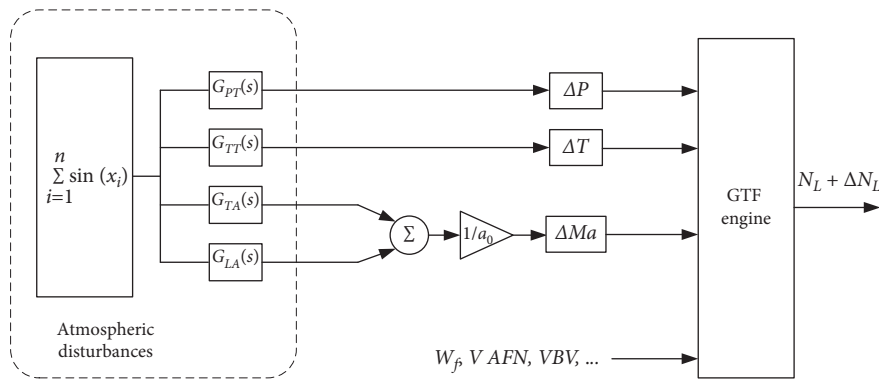 n
Σ sin (x_i)
i=1
Atmospheric
disturbances
G_PT(s)
G_TT(s)
G_TA(s)
G_LA(s)
Σ
1/a_0
ΔP
ΔT
ΔMa
W_f, V AFN, VBV, ...
GTF
engine
N_L + ΔN_L